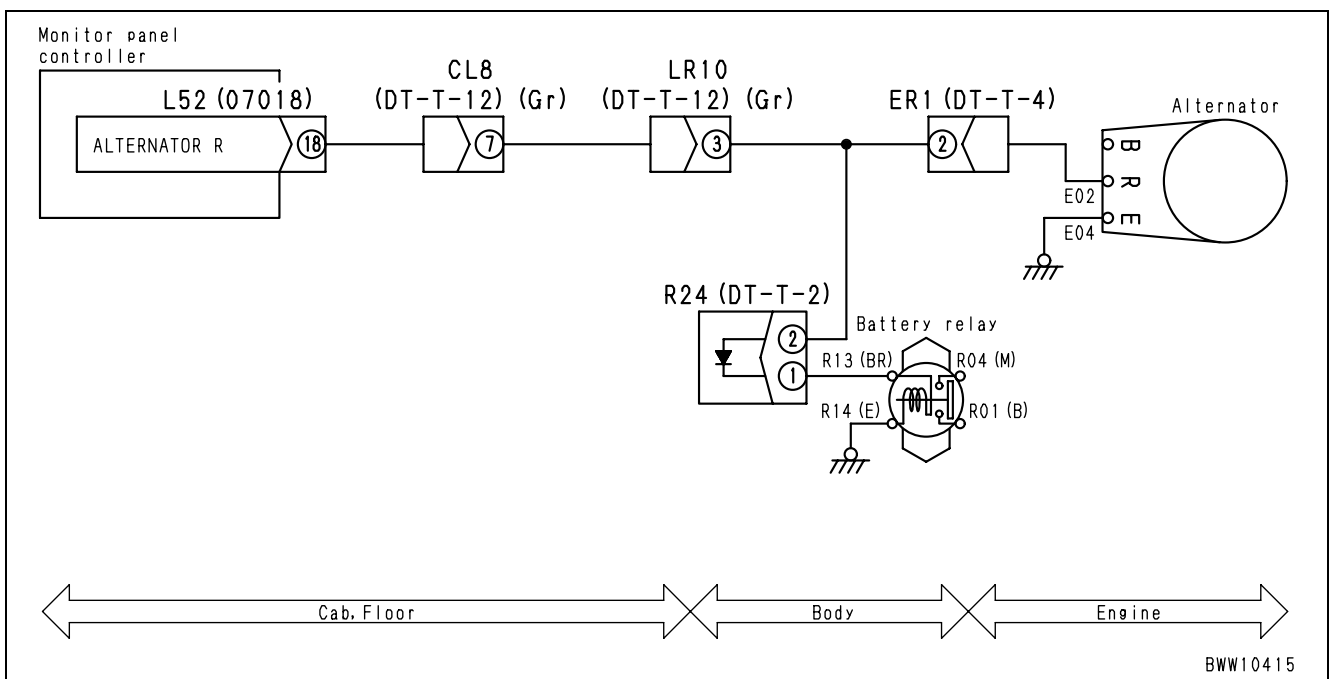 Monitor panel
controller
CL8
LR10
L52 (07018)
(DT-T-12) (Gr)
(DT-T-12) (Gr)
ER1 (DT-T-4)
Alternator
ALTERNATOR R
18
7
3
2
B
R
E
E02
E04
R24 (DT-T-2)
2
1
Battery relay
R13 (BR)
R04 (M)
R14 (E)
R01 (B)
Cab, Floor
Body
Engine
BWW10415